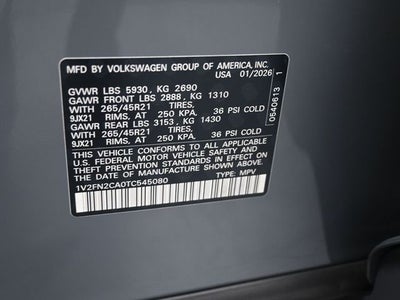 MFD BY VOLKSWAGEN GROUP OF AMERICA, INC.
USA 01/2026
GVWR LBS 5930, KG 2690
GAWR FRONT LBS 2888, KG 1310
WITH 265/45R21 TIRES.
9JX21 RIMS, AT 250 KPA. 36 PSI COLD
GAWR REAR LBS 3153, KG 1430
WITH 265/45R21 TIRES.
9JX21 RIMS, AT 250 KPA. 36 PSI COLD
THIS VEHICLE CONFORMS TO ALL APPLICABLE
U.S. FEDERAL MOTOR VEHICLE SAFETY AND
THEFT PREVENTION STANDARDS IN EFFECT ON
THE DATE OF MANUFACTURE SHOWN ABOVE.
1V2FN2CA0TC545080 TYPE: MPV
0540613 1